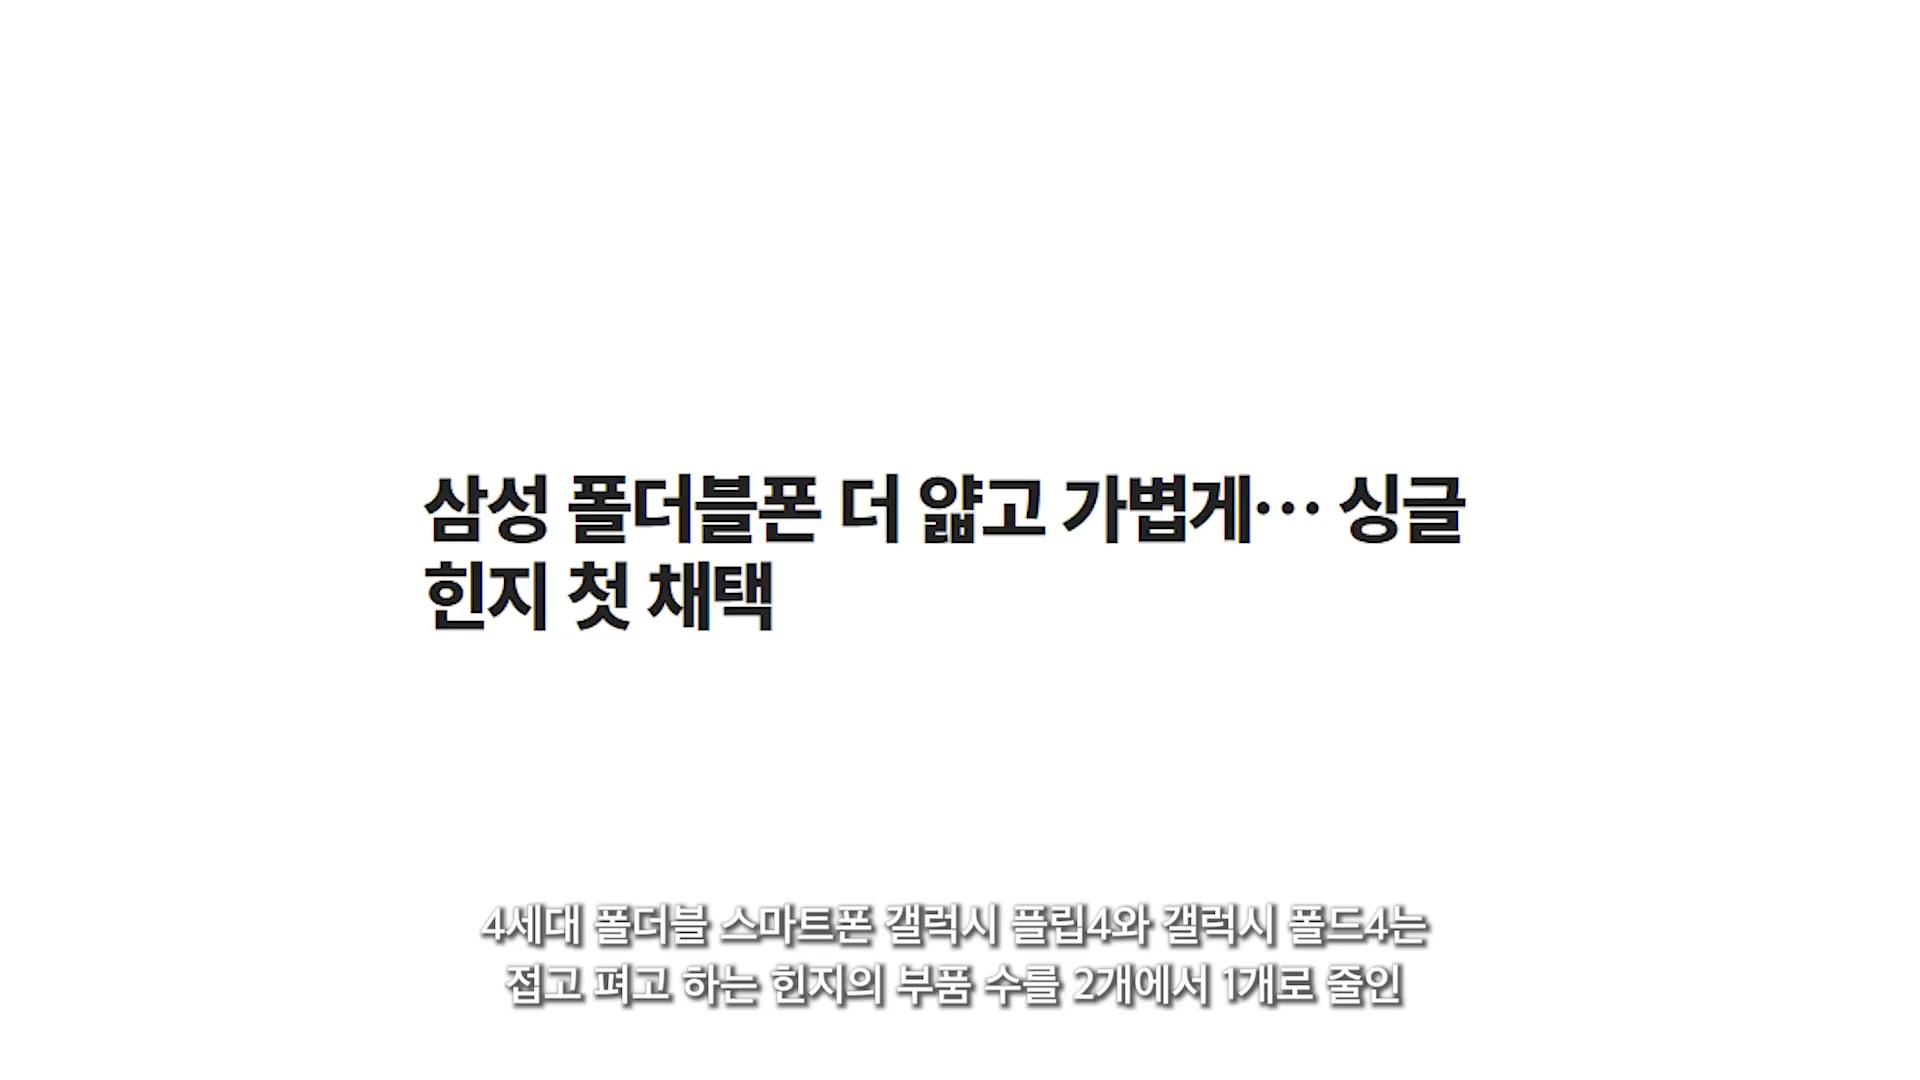 삼성 폴더블폰 더 얇고 가볍게… 싱글
힌지 첫 채택
4세대 폴더블 스마트폰 갤럭시 플립4와 갤럭시 폴드4는
접고 펴고 하는 힌지의 부품 수를 2개에서 1개로 줄인